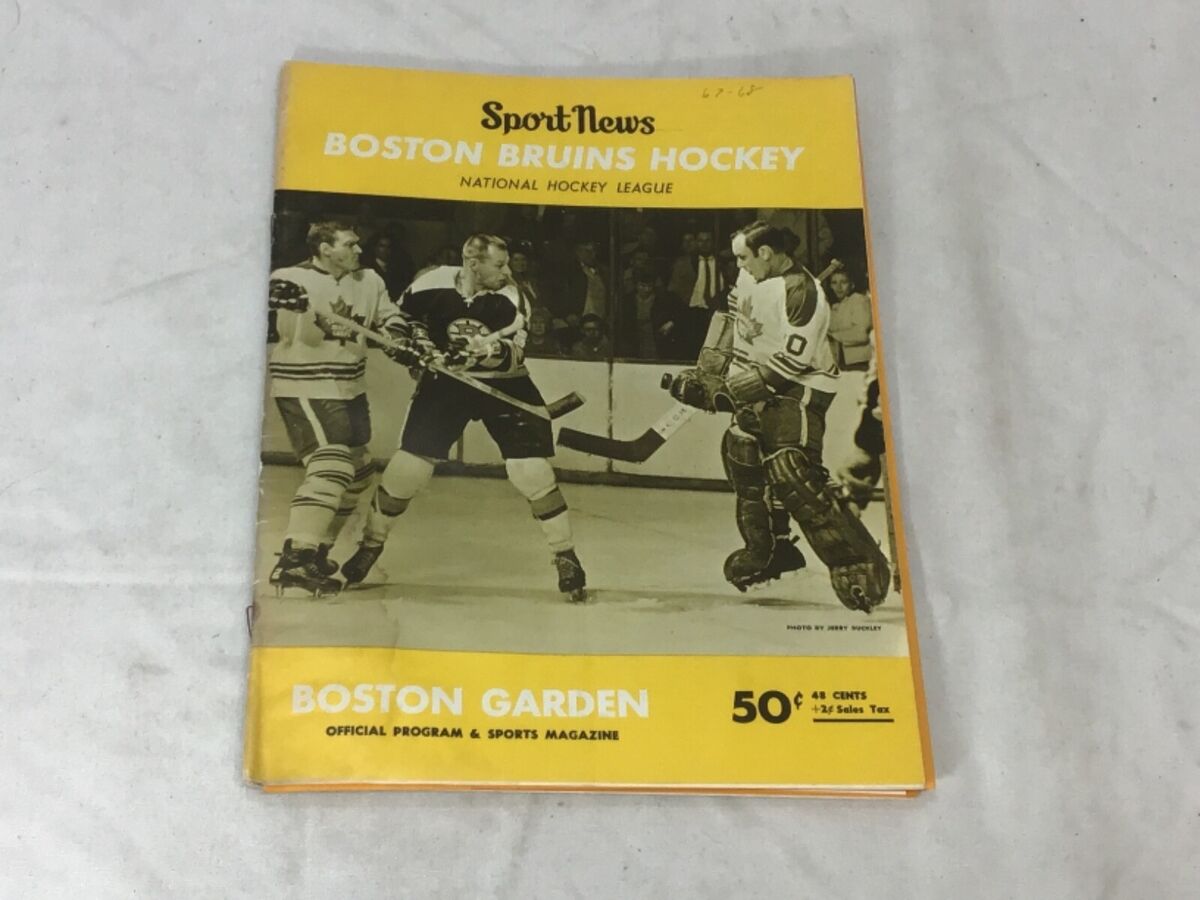 67-68
Sport News
BOSTON BRUINS HOCKEY
NATIONAL HOCKEY LEAGUE
B
0
PHOTO BY JERRY BUCKLEY
BOSTON GARDEN
OFFICIAL PROGRAM & SPORTS MAGAZINE
50¢
48 CENTS
+2¢ Sales Tax